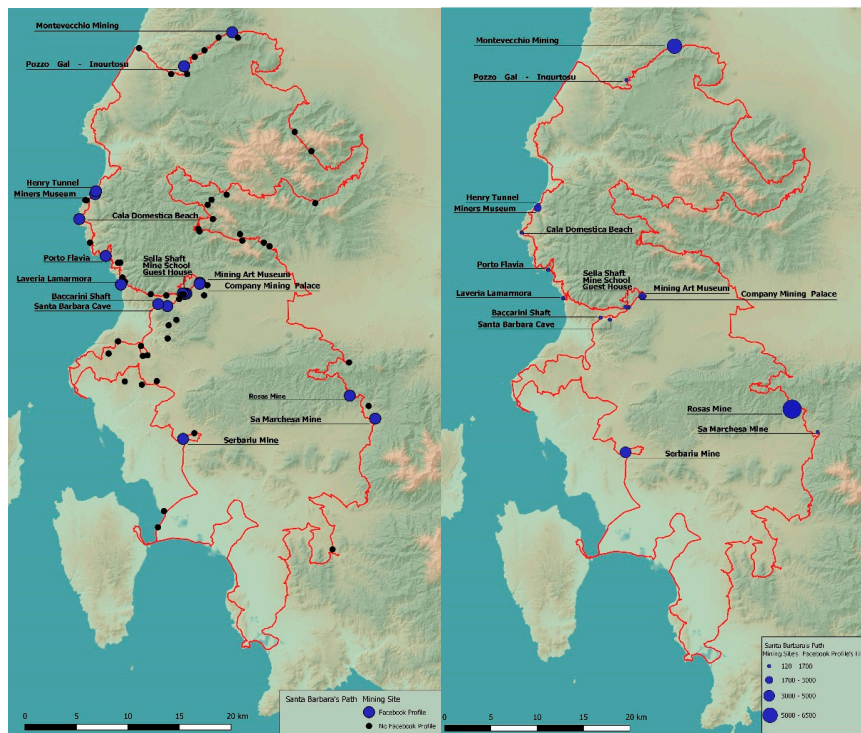 Montevecchio Mining
Pozzo Gal - Ingurtosu
Henry Tunnel
Miners Museum
Cala Domestica Beach
Porto Flavia
Sella Shaft
Mine School
Guest House
Laveria Lamarmora
Mining Art Museum
Company Mining Palace
Baccarini Shaft
Santa Barbara Cave
Rosas Mine
Sa Marchesa Mine
Serbariu Mine
Santa Barbara's Path Mining Site
Facebook Profile
No Facebook Profile
0 5 10 15 20 km
Montevecchio Mining
Pozzo Gal - Ingurtosu
Henry Tunnel
Miners Museum
Cala Domestica Beach
Porto Flavia
Sella Shaft
Mine School
Guest House
Laveria Lamarmora
Mining Art Museum
Company Mining Palace
Baccarini Shaft
Santa Barbara Cave
Rosas Mine
Sa Marchesa Mine
Serbariu Mine
Santa Barbara's Path
Mining Sites Facebook Profile's
120 1700
1700 - 3000
3000 - 5000
5000 - 6500
0 5 10 15 20 km